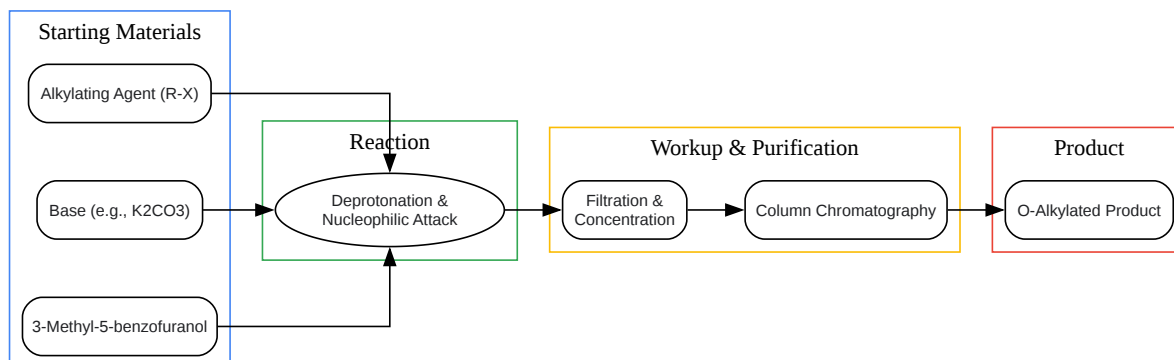 Starting Materials
Alkylating Agent (R-X)
Base (e.g., K2CO3)
3-Methyl-5-benzofuranol
Reaction
Deprotonation &
Nucleophilic Attack
Workup & Purification
Filtration &
Concentration
Column Chromatography
Product
O-Alkylated Product